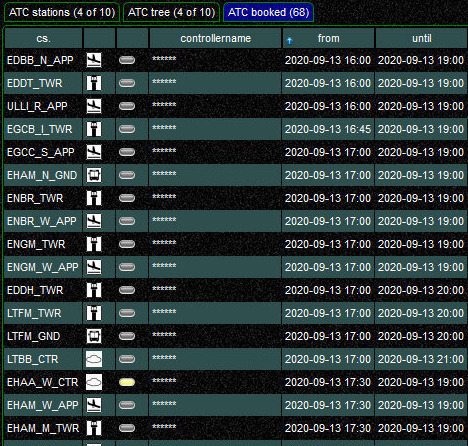 ATC stations (4 of 10) ATC tree (4 of 10) ATC booked (68)
cs. controllername from until
EDBB_N_APP ****** 2020-09-13 16:00 2020-09-13 19:00
EDDT_TWR ****** 2020-09-13 16:00 2020-09-13 19:00
ULLI_R_APP ****** 2020-09-13 16:00 2020-09-13 19:00
EGCB_I_TWR ****** 2020-09-13 16:45 2020-09-13 19:00
EGCC_S_APP ****** 2020-09-13 17:00 2020-09-13 19:00
EHAM_N_GND ****** 2020-09-13 17:00 2020-09-13 19:00
ENBR_TWR ****** 2020-09-13 17:00 2020-09-13 19:00
ENBR_W_APP ****** 2020-09-13 17:00 2020-09-13 19:00
ENGM_TWR ****** 2020-09-13 17:00 2020-09-13 19:00
ENGM_W_APP ****** 2020-09-13 17:00 2020-09-13 19:00
EDDH_TWR ****** 2020-09-13 17:00 2020-09-13 20:00
LTFM_TWR ****** 2020-09-13 17:00 2020-09-13 20:00
LTFM_GND ****** 2020-09-13 17:00 2020-09-13 20:00
LTBB_CTR ****** 2020-09-13 17:00 2020-09-13 21:00
EHAA_W_CTR ****** 2020-09-13 17:30 2020-09-13 19:00
EHAM_W_APP ****** 2020-09-13 17:30 2020-09-13 19:00
EHAM_M_TWR ****** 2020-09-13 17:30 2020-09-13 19:00